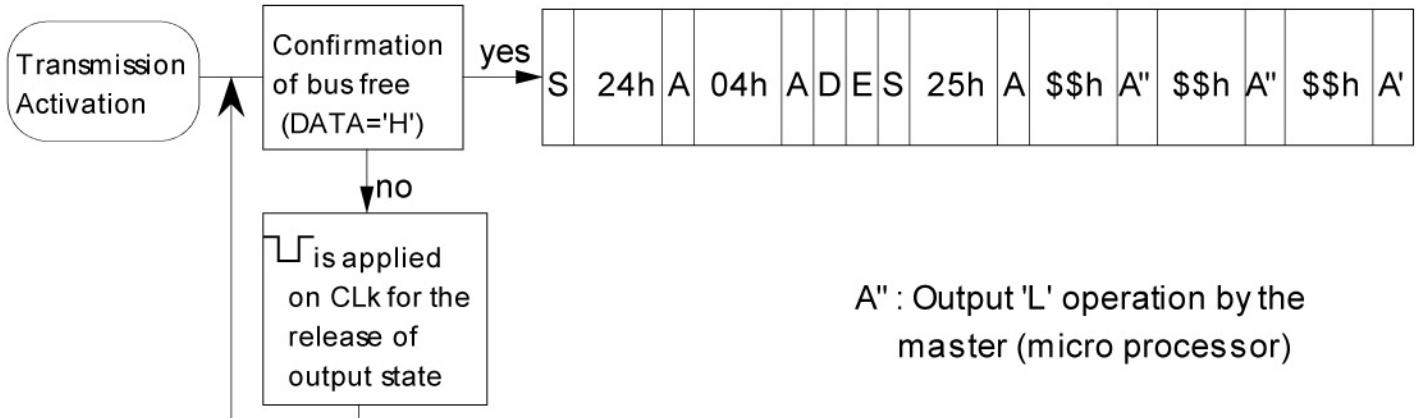 Transmission
Activation
Confirmation
of bus free
(DATA='H')
yes
S 24h A 04h A D E S 25h A $$h A" $$h A" $$h A'
no
is applied
on CLk for the
release of
output state
A" : Output 'L' operation by the
master (micro processor)